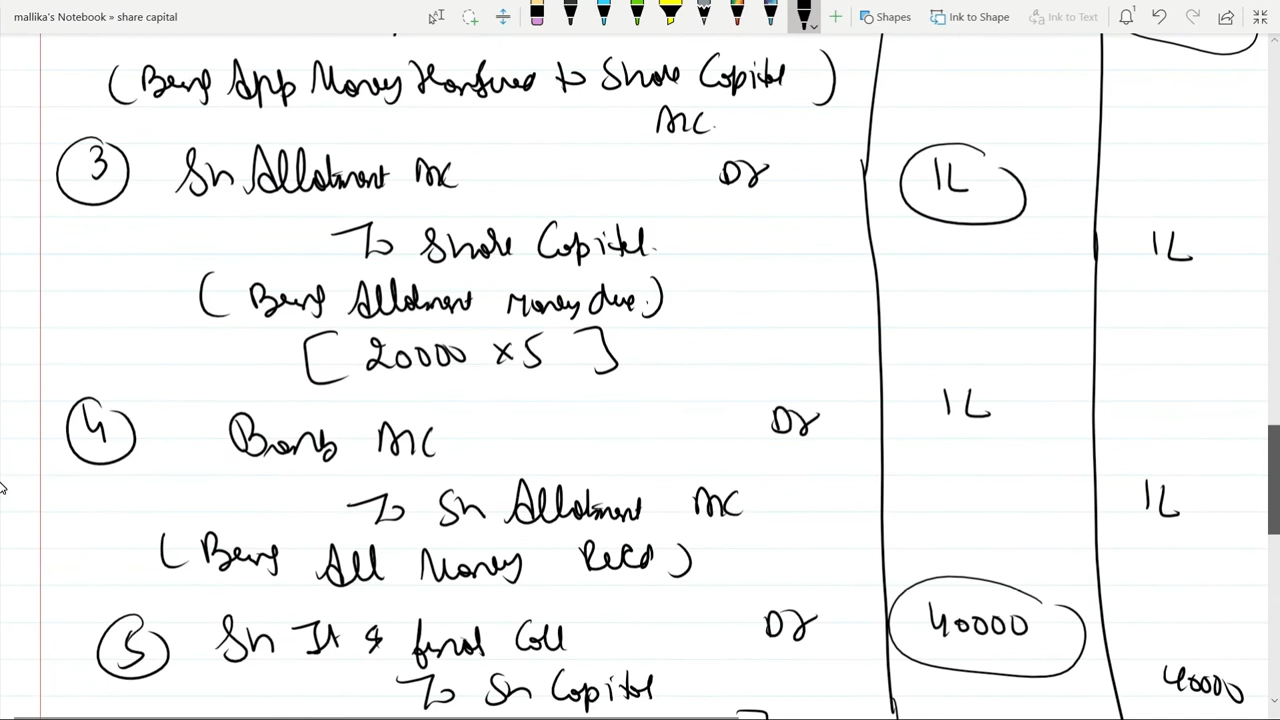 mallika's Notebook » share capital
Shapes Ink to Shape Ink to Text
(Being App Money Transfered to Share Capital)
A/C.
3 Sh Allotment A/C Dr 1L
To Share Capital. 1L
(Being Allotment Money due.)
[20000 × 5]
4 Bank A/C Dr 1L
To Sh Allotment A/C 1L
(Being All Money Recd)
5 Sh Ist & final Call Dr 40000
To Sh Capital 40000